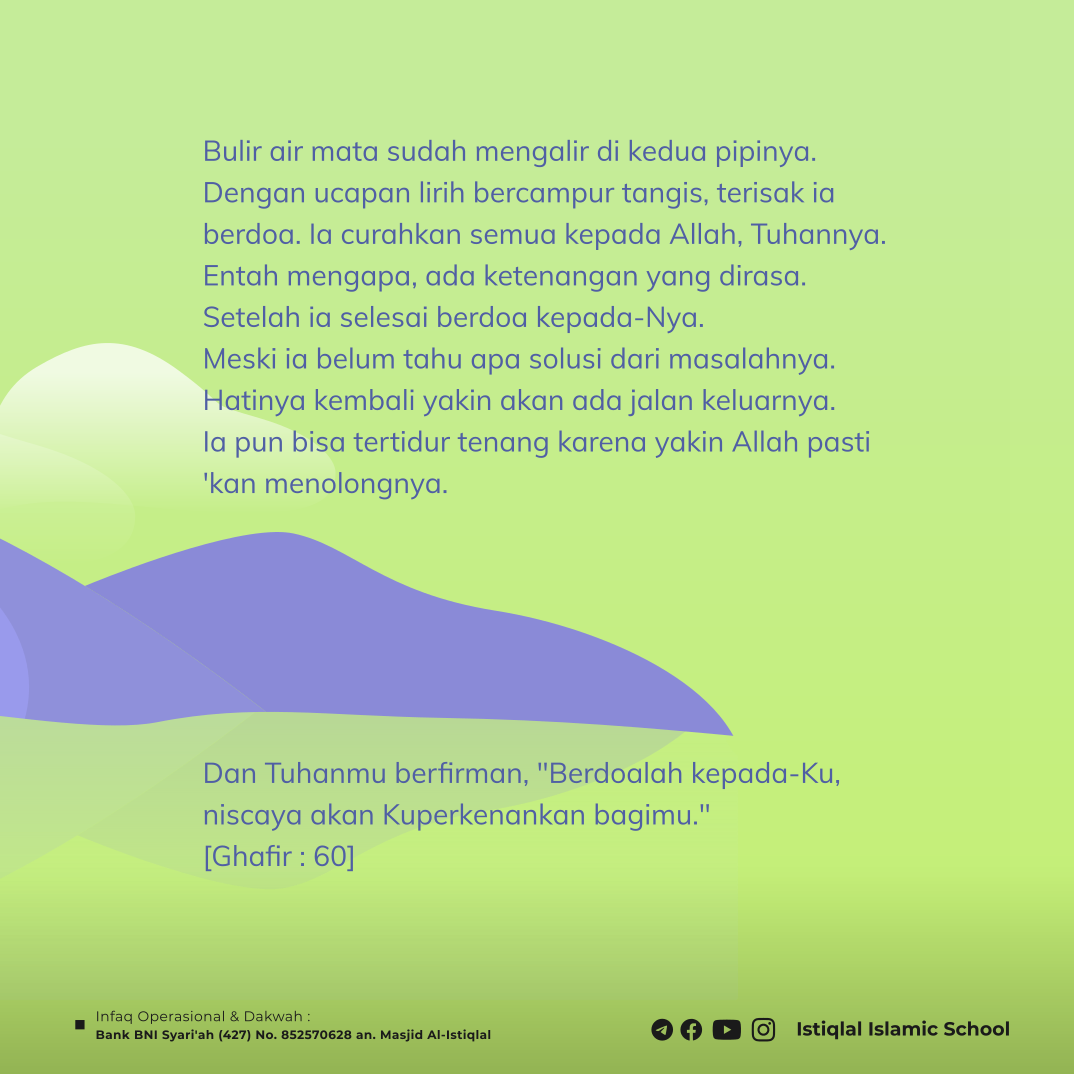 Bulir air mata sudah mengalir di kedua pipinya.
Dengan ucapan lirih bercampur tangis, terisak ia
berdoa. Ia curahkan semua kepada Allah, Tuhannya.
Entah mengapa, ada ketenangan yang dirasa.
Setelah ia selesai berdoa kepada-Nya.
Meski ia belum tahu apa solusi dari masalahnya.
Hatinya kembali yakin akan ada jalan keluarnya.
Ia pun bisa tertidur tenang karena yakin Allah pasti
'kan menolongnya.
Dan Tuhanmu berfirman, "Berdoalah kepada-Ku,
niscaya akan Kuperkenankan bagimu."
[Ghafir : 60]
Infaq Operasional & Dakwah :
Bank BNI Syari'ah (427) No. 852570628 an. Masjid Al-Istiqlal
Istiqlal Islamic School